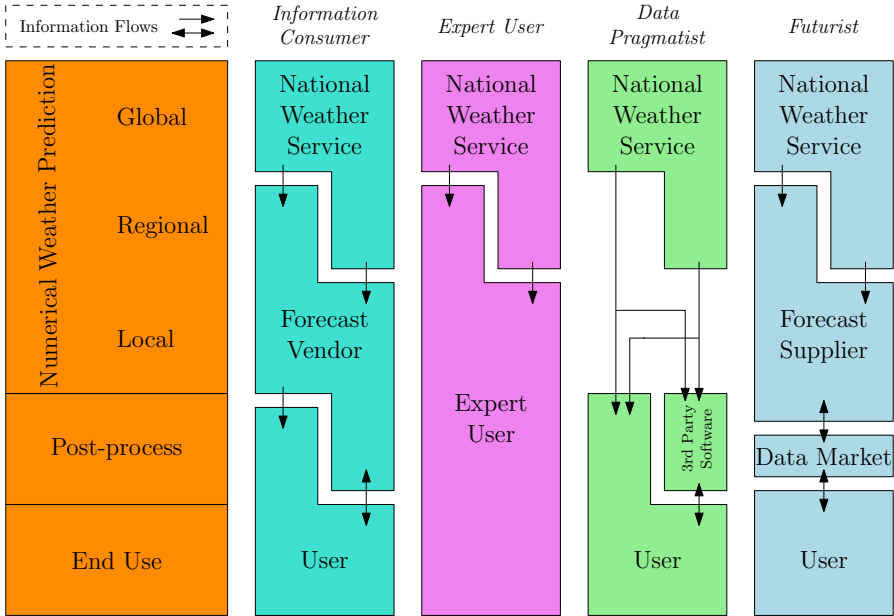 Information Flows
Information
Consumer
Expert User
Data
Pragmatist
Futurist
Numerical Weather Prediction
Global
Regional
Local
Post-process
End Use
National
Weather
Service
Forecast
Vendor
User
National
Weather
Service
Expert
User
National
Weather
Service
3rd Party
Software
User
National
Weather
Service
Forecast
Supplier
Data Market
User